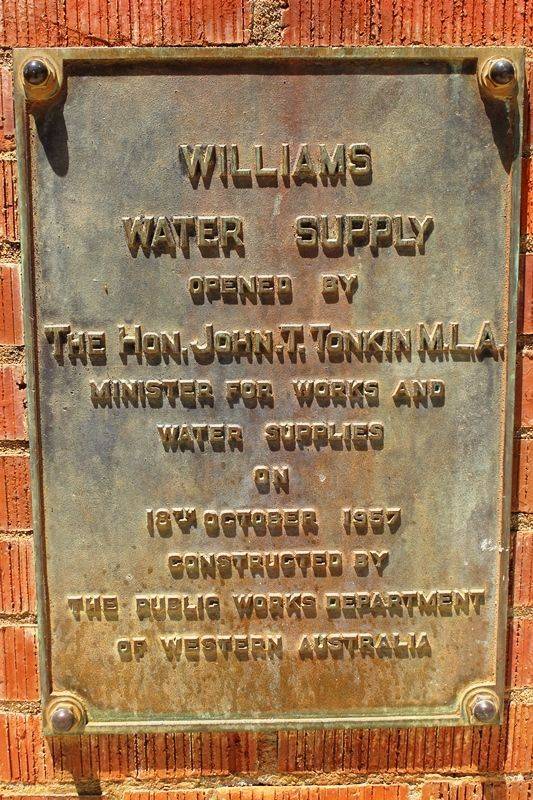 WILLIAMS
WATER SUPPLY
OPENED BY
THE HON. JOHN. T. TONKIN M.L.A.
MINISTER FOR WORKS AND
WATER SUPPLIES
ON
18TH OCTOBER 1957
CONSTRUCTED BY
THE PUBLIC WORKS DEPARTMENT
OF WESTERN AUSTRALIA